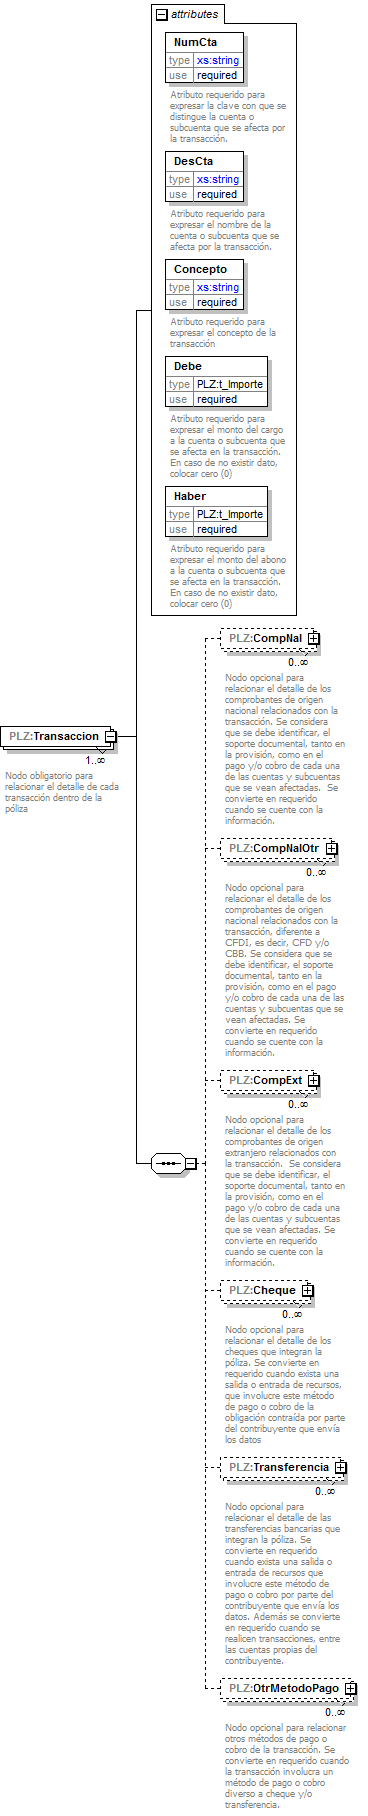 attributes
NumCta
type xs:string
use required
Atributo requerido para
expresar la clave con que se
distingue la cuenta o
subcuenta que se afecta por
la transacción.
DesCta
type xs:string
use required
Atributo requerido para
expresar el nombre de la
cuenta o subcuenta que se
afecta por la transacción.
Concepto
type xs:string
use required
Atributo requerido para
expresar el concepto de la
transacción
Debe
type PLZ:t_Importe
use required
Atributo requerido para
expresar el monto del cargo
a la cuenta o subcuenta que
se afecta en la transacción.
En caso de no existir dato,
colocar cero (0)
Haber
type PLZ:t_Importe
use required
Atributo requerido para
expresar el monto del abono
a la cuenta o subcuenta que
se afecta en la transacción.
En caso de no existir dato,
colocar cero (0)
PLZ:Transaccion
1..∞
Nodo obligatorio para
relacionar el detalle de cada
transacción dentro de la
póliza
PLZ:CompNal
0..∞
Nodo opcional para
relacionar el detalle de los
comprobantes de origen
nacional relacionados con la
transacción. Se considera
que se debe identificar, el
soporte documental, tanto en
la provisión, como en el
pago y/o cobro de cada una
de las cuentas y subcuentas
que se vean afectadas. Se
convierte en requerido
cuando se cuente con la
información.
PLZ:CompNalOtr
0..∞
Nodo opcional para
relacionar el detalle de los
comprobantes de origen
nacional relacionados con la
transacción, diferente a
CFDI, es decir, CFD y/o
CBB. Se considera que se
debe identificar, el soporte
documental, tanto en la
provisión, como en el pago
y/o cobro de cada una de las
cuentas y subcuentas que se
vean afectadas. Se
convierte en requerido
cuando se cuente con la
información.
PLZ:CompExt
0..∞
Nodo opcional para
relacionar el detalle de los
comprobantes de origen
extranjero relacionados con
la transacción. Se considera
que se debe identificar, el
soporte documental, tanto en
la provisión, como en el
pago y/o cobro de cada una
de las cuentas y subcuentas
que se vean afectadas. Se
convierte en requerido
cuando se cuente con la
información.
PLZ:Cheque
0..∞
Nodo opcional para
relacionar el detalle de los
cheques que integran la
póliza. Se convierte en
requerido cuando exista una
salida o entrada de recursos,
que involucre este método
de pago o cobro de la
obligación contraída por parte
del contribuyente que envía
los datos
PLZ:Transferencia
0..∞
Nodo opcional para
relacionar el detalle de las
transferencias bancarias que
integran la póliza. Se
convierte en requerido
cuando exista una salida o
entrada de recursos que
involucre este método de
pago o cobro por parte del
contribuyente que envía los
datos. Además se convierte
en requerido cuando se
realicen transacciones, entre
las cuentas propias del
contribuyente.
PLZ:OtrMetodoPago
0..∞
Nodo opcional para relacionar
otros métodos de pago o
cobro de la transacción. Se
convierte en requerido cuando
la transacción involucra un
método de pago o cobro
diverso a cheque y/o
transferencia.